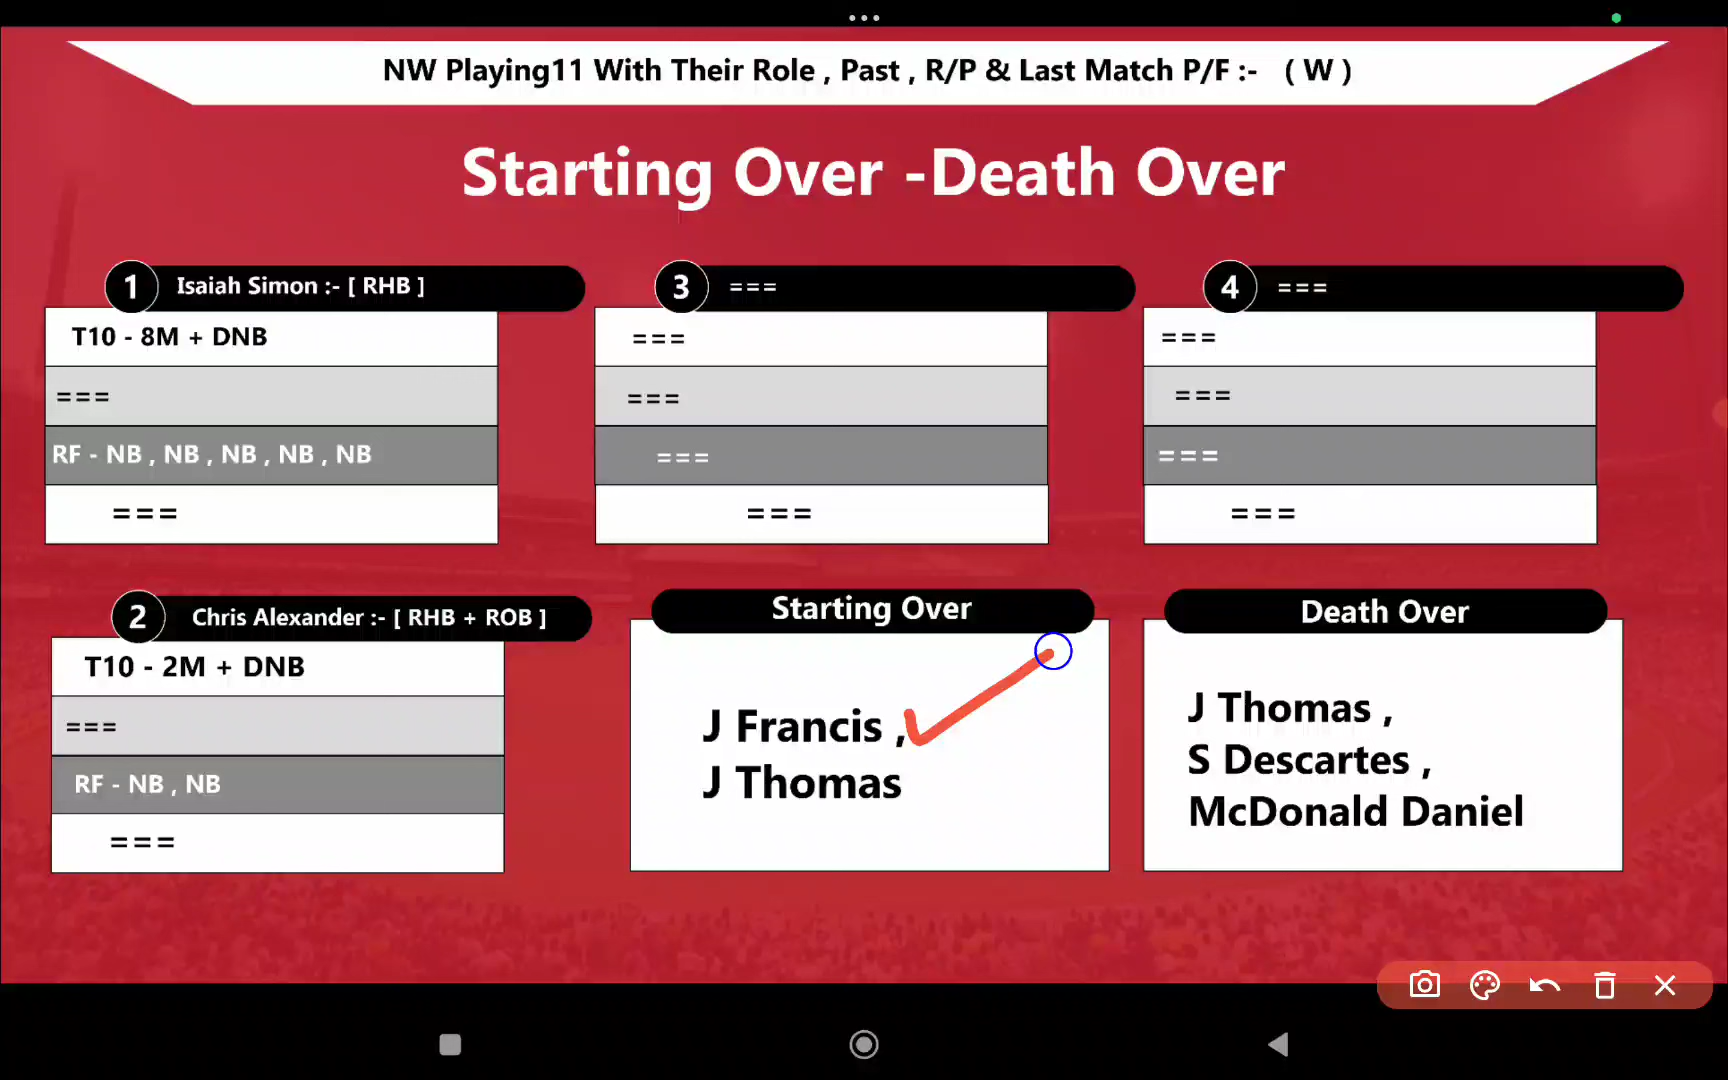 NW Playing11 With Their Role , Past , R/P & Last Match P/F :- ( W )
Starting Over -Death Over
1 Isaiah Simon :- [ RHB ]
T10 - 8M + DNB
===
RF - NB , NB , NB , NB , NB
===
3 ===
===
===
===
===
4 ===
===
===
===
===
2 Chris Alexander :- [ RHB + ROB ]
T10 - 2M + DNB
===
RF - NB , NB
===
Starting Over
J Francis ,
J Thomas
Death Over
J Thomas ,
S Descartes ,
McDonald Daniel